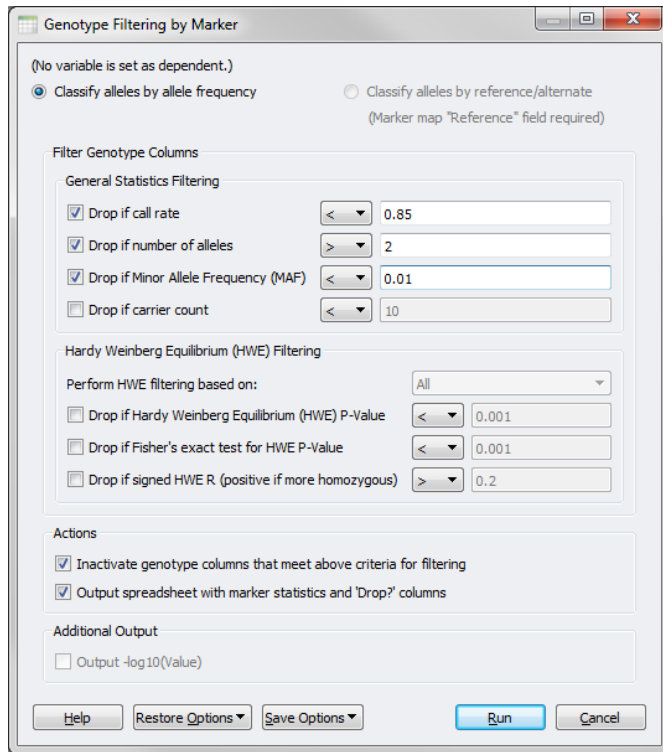 Genotype Filtering by Marker
(No variable is set as dependent.)
Classify alleles by allele frequency
Classify alleles by reference/alternate
(Marker map "Reference" field required)
Filter Genotype Columns
General Statistics Filtering
Drop if call rate < 0.85
Drop if number of alleles > 2
Drop if Minor Allele Frequency (MAF) < 0.01
Drop if carrier count < 10
Hardy Weinberg Equilibrium (HWE) Filtering
Perform HWE filtering based on: All
Drop if Hardy Weinberg Equilibrium (HWE) P-Value < 0.001
Drop if Fisher's exact test for HWE P-Value < 0.001
Drop if signed HWE R (positive if more homozygous) > 0.2
Actions
Inactivate genotype columns that meet above criteria for filtering
Output spreadsheet with marker statistics and 'Drop?' columns
Additional Output
Output -log10(Value)
Help Restore Options Save Options Run Cancel